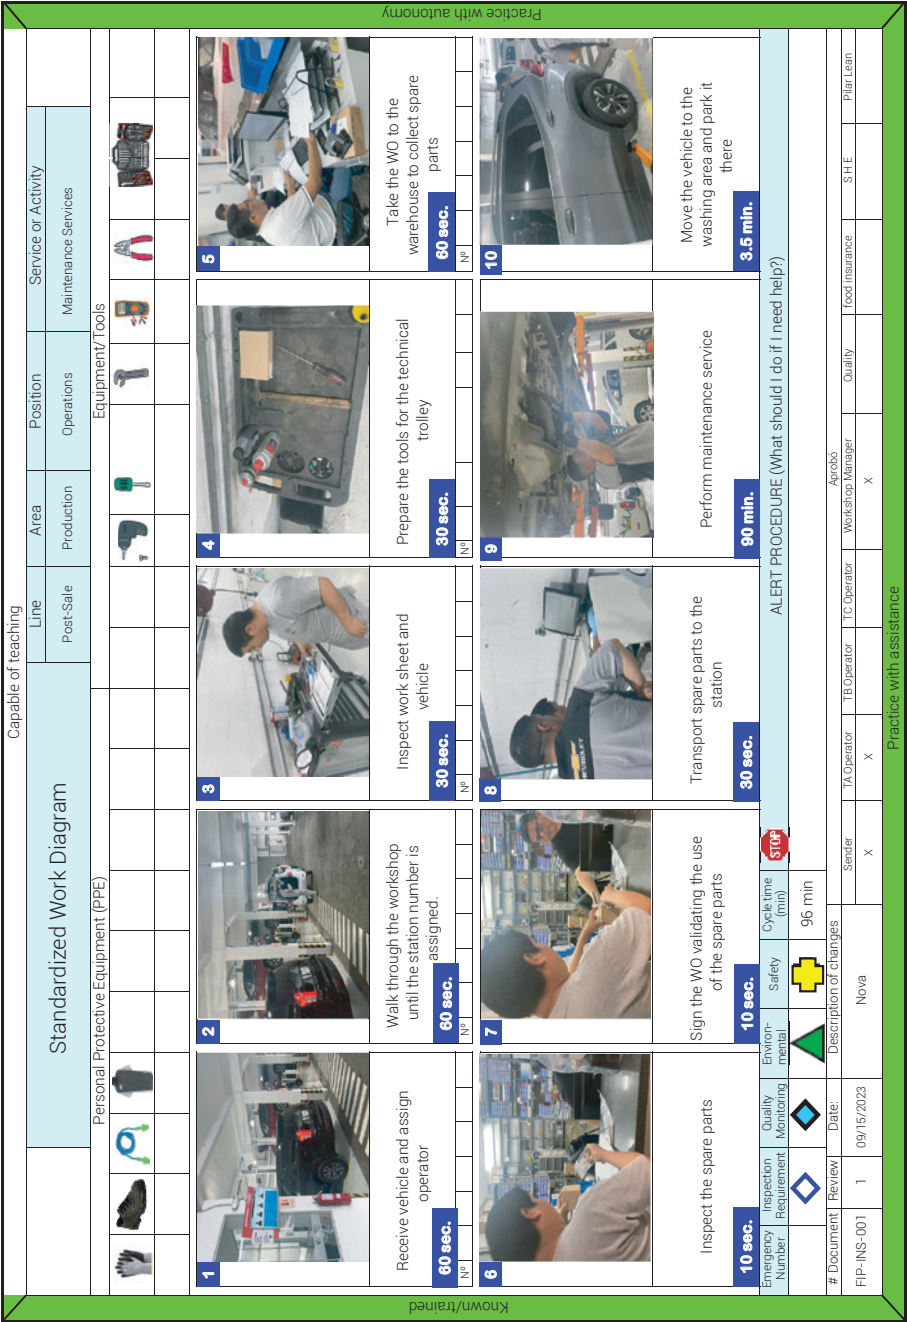 Capable of teaching
Standardized Work Diagram
Line
Area
Position
Service or Activity
Post-Sale
Production
Operations
Maintenance Services
Personal Protective Equipment (PPE)
Equipment/Tools
1
Receive vehicle and assign
operator
60 sec.
Nº
2
Walk through the workshop
until the station number is
assigned.
60 sec.
Nº
3
Inspect work sheet and
vehicle
30 sec.
Nº
4
Prepare the tools for the technical
trolley
30 sec.
Nº
5
Take the WO to the
warehouse to collect spare
parts
60 sec.
Nº
6
Inspect the spare parts
10 sec.
7
Sign the WO validating the use
of the spare parts
10 sec.
8
CHEVROLET
Transport spare parts to the
station
30 sec.
9
Perform maintenance service
90 min.
10
Move the vehicle to the
washing area and park it
there
3.5 min.
Emergency
Number
Inspection
Requirement
Quality
Monitoring
Environ-
mental
Safety
Cycle time
(min)
96 min
STOP
ALERT PROCEDURE (What should I do if I need help?)
# Document
Review
Date:
Description of changes
FIP-INS-001
1
09/15/2023
Nova
Aprobó
Sender
TA Operator
TB Operator
TC Operator
Workshop Manager
Quality
food insurance
S H E
Pilar Lean
X
X
X
Known/trained
Practice with assistance
Practice with autonomy